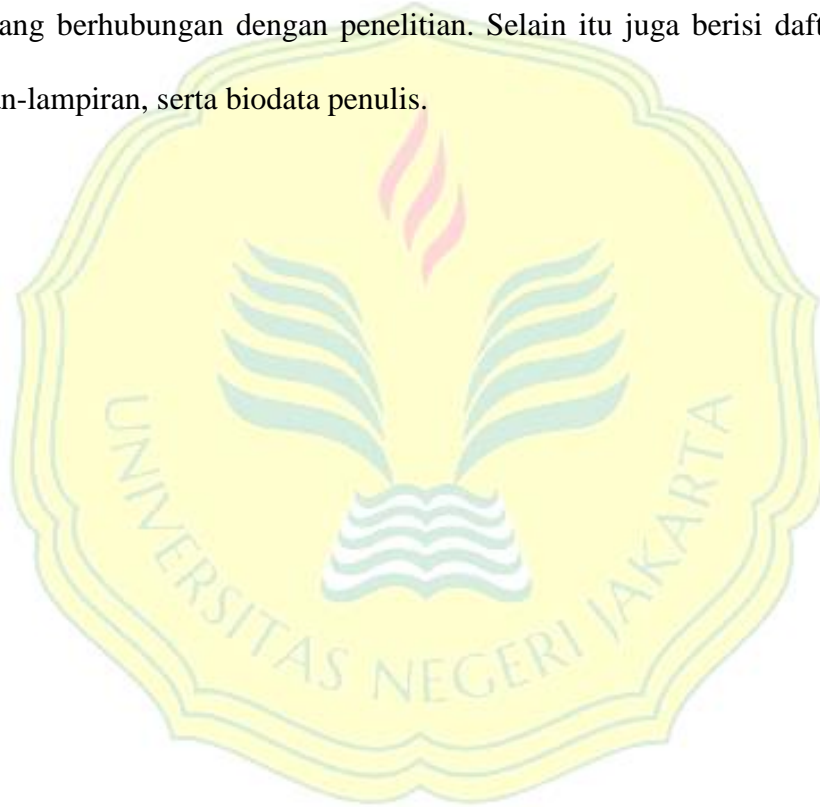 ang berhubungan dengan penelitian. Selain itu juga berisi daft
n-lampiran, serta biodata penulis.
UNIVERSITAS NEGERI JAKARTA